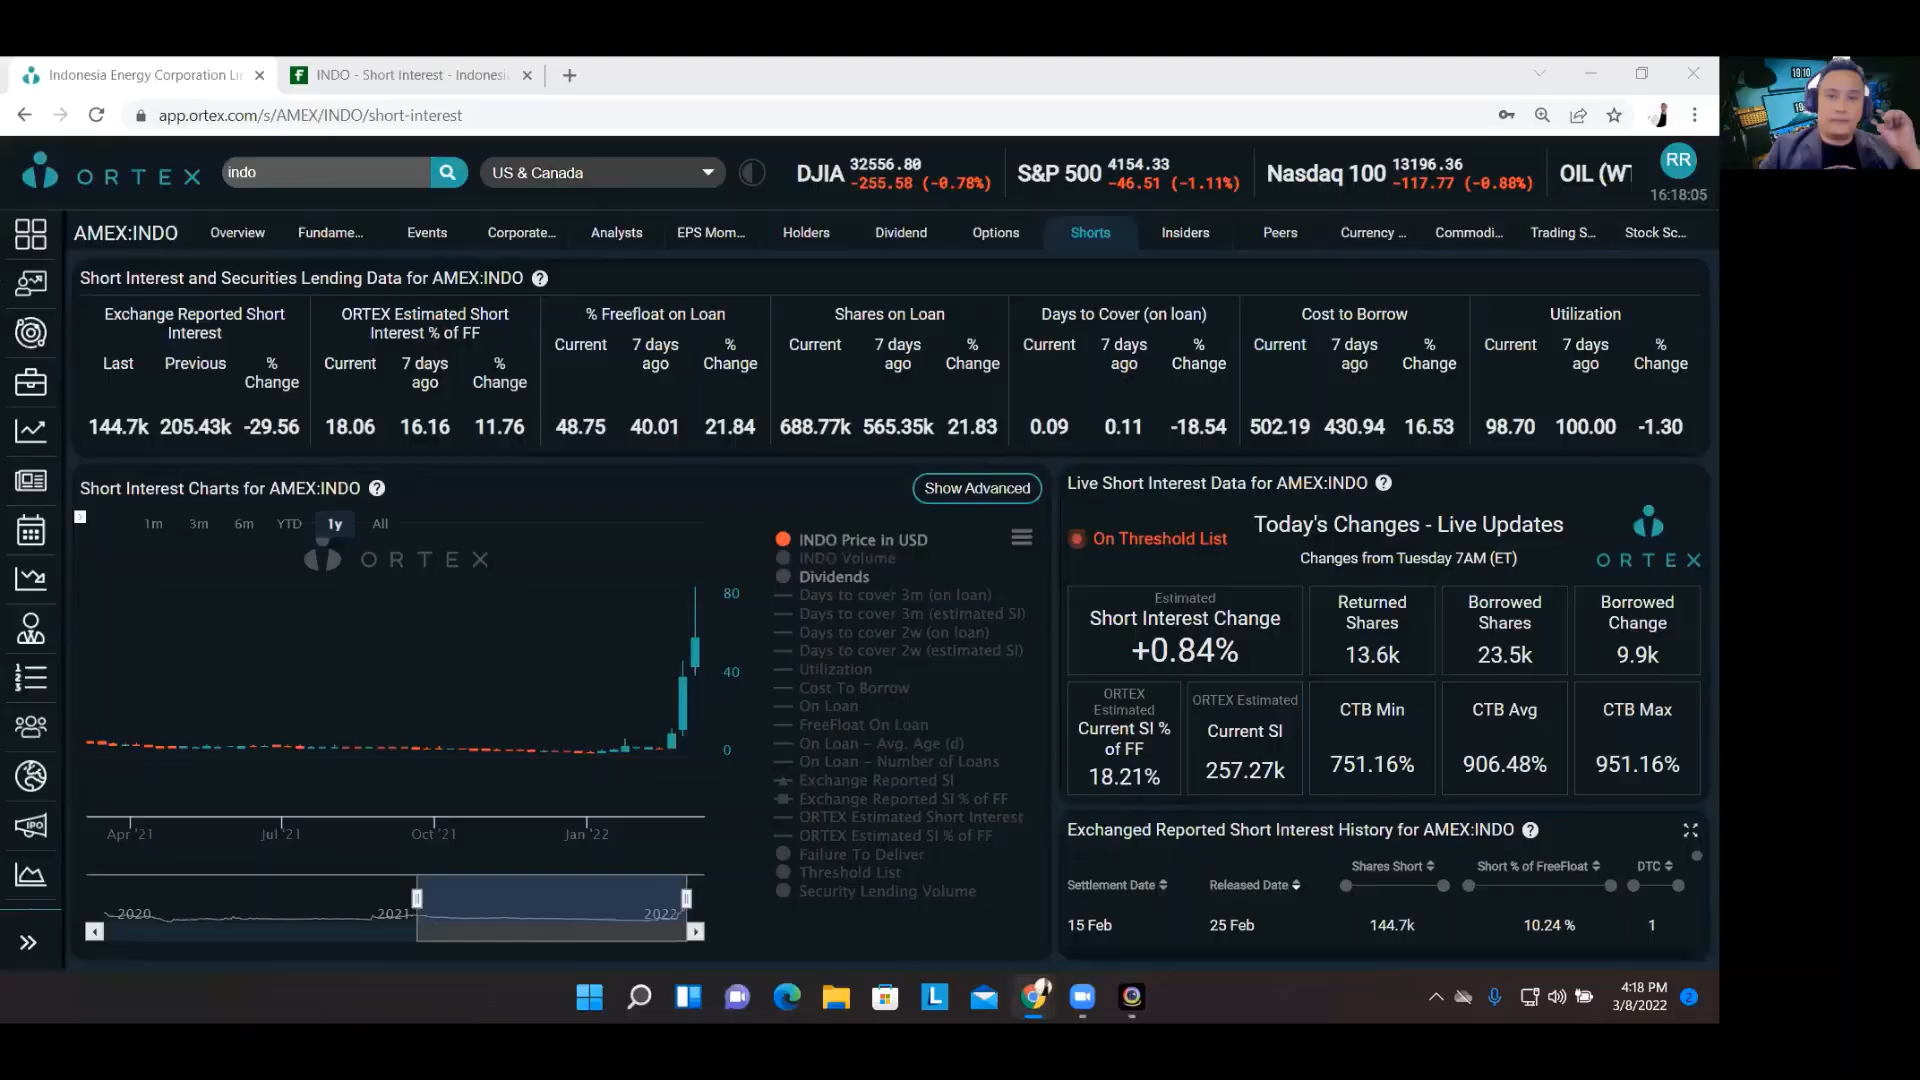 Indonesia Energy Corporation Li
INDO - Short Interest - Indonesi
app.ortex.com/s/AMEX/INDO/short-interest
ORTEX
indo
US & Canada
DJIA 32556.80 -255.58 (-0.78%)
S&P 500 4154.33 -46.51 (-1.11%)
Nasdaq 100 13196.36 -117.77 (-0.88%)
OIL (WT
RR
16:18:05
AMEX:INDO
Overview
Fundame...
Events
Corporate...
Analysts
EPS Mom...
Holders
Dividend
Options
Shorts
Insiders
Peers
Currency ...
Commodi...
Trading S...
Stock Sc...
Short Interest and Securities Lending Data for AMEX:INDO
Exchange Reported Short Interest
Last Previous % Change
144.7k 205.43k -29.56
ORTEX Estimated Short Interest % of FF
Current 7 days ago % Change
18.06 16.16 11.76
% Freefloat on Loan
Current 7 days ago % Change
48.75 40.01 21.84
Shares on Loan
Current 7 days ago % Change
688.77k 565.35k 21.83
Days to Cover (on loan)
Current 7 days ago % Change
0.09 0.11 -18.54
Cost to Borrow
Current 7 days ago % Change
502.19 430.94 16.53
Utilization
Current 7 days ago % Change
98.70 100.00 -1.30
Short Interest Charts for AMEX:INDO
Show Advanced
1m 3m 6m YTD 1y All
ORTEX
80
40
0
Apr '21 Jul '21 Oct '21 Jan '22
2020 2021 2022
INDO Price in USD
INDO Volume
Dividends
Days to cover 3m (on loan)
Days to cover 3m (estimated SI)
Days to cover 2w (on loan)
Days to cover 2w (estimated SI)
Utilization
Cost To Borrow
On Loan
FreeFloat On Loan
On Loan - Avg. Age (d)
On Loan - Number of Loans
Exchange Reported SI
Exchange Reported SI % of FF
ORTEX Estimated Short Interest
ORTEX Estimated SI % of FF
Failure To Deliver
Threshold List
Security Lending Volume
Live Short Interest Data for AMEX:INDO
On Threshold List
Today's Changes - Live Updates
Changes from Tuesday 7AM (ET)
ORTEX
Estimated
Short Interest Change
+0.84%
Returned Shares
13.6k
Borrowed Shares
23.5k
Borrowed Change
9.9k
ORTEX Estimated
Current SI % of FF
18.21%
ORTEX Estimated
Current SI
257.27k
CTB Min
751.16%
CTB Avg
906.48%
CTB Max
951.16%
Exchanged Reported Short Interest History for AMEX:INDO
Settlement Date Released Date Shares Short Short % of FreeFloat DTC
15 Feb 25 Feb 144.7k 10.24 % 1
IPO
L
4:18 PM
3/8/2022
2